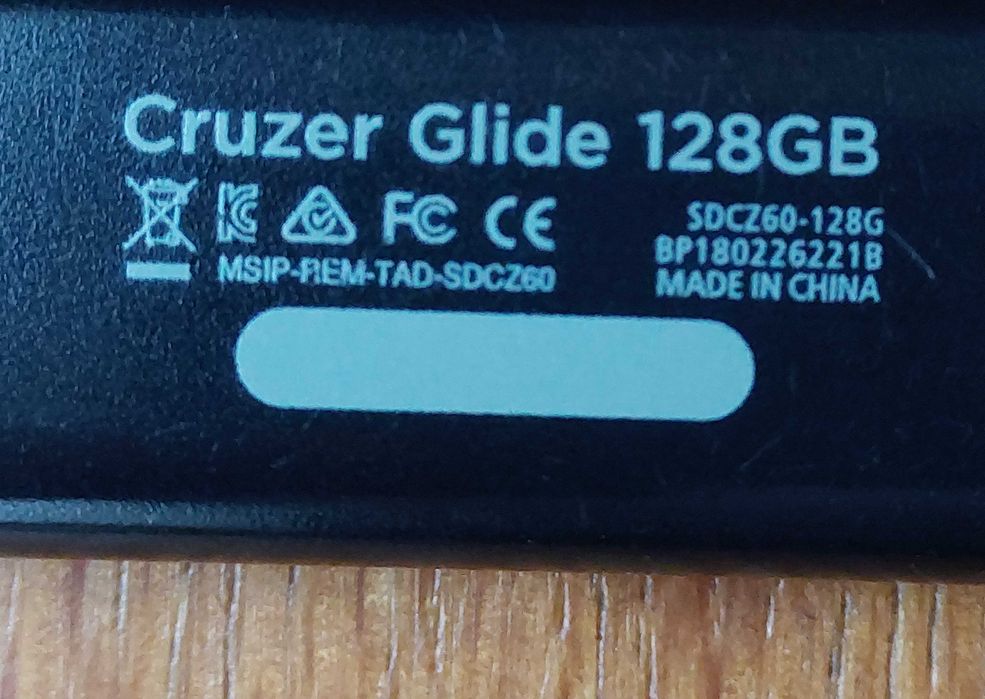 Cruzer Glide 128GB
FC CE
MSIP-REM-TAD-SDCZ60
SDCZ60-128G
BP180226221B
MADE IN CHINA